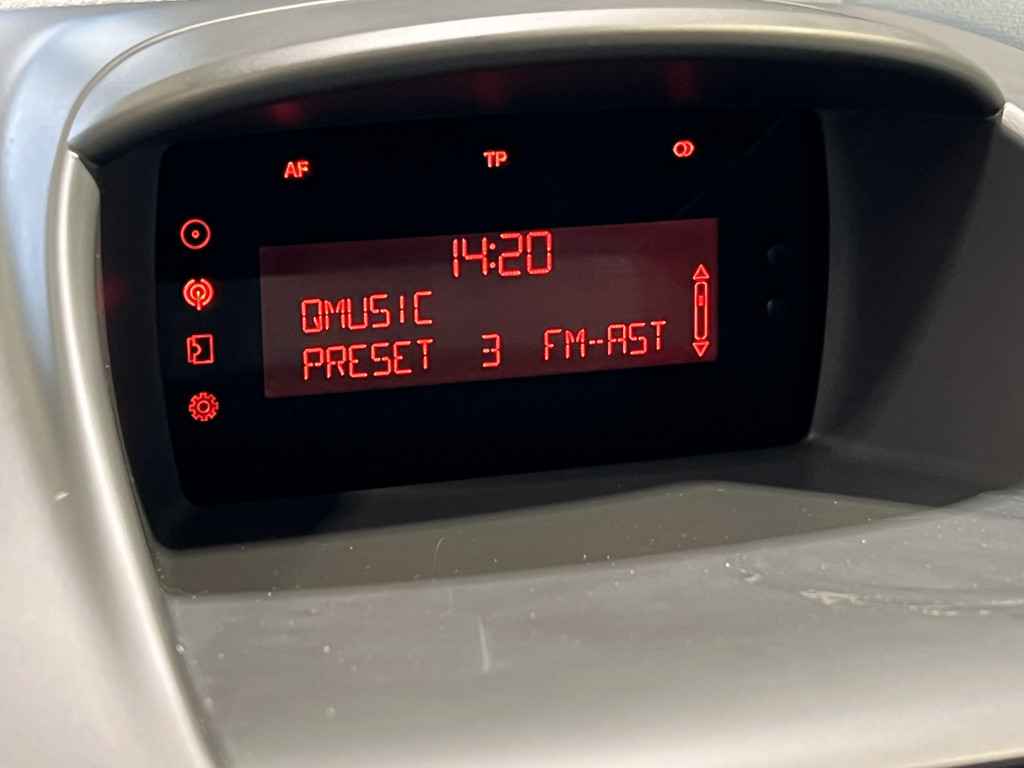 AF TP
14:20
QMUSIC
PRESET 3 FM-AST